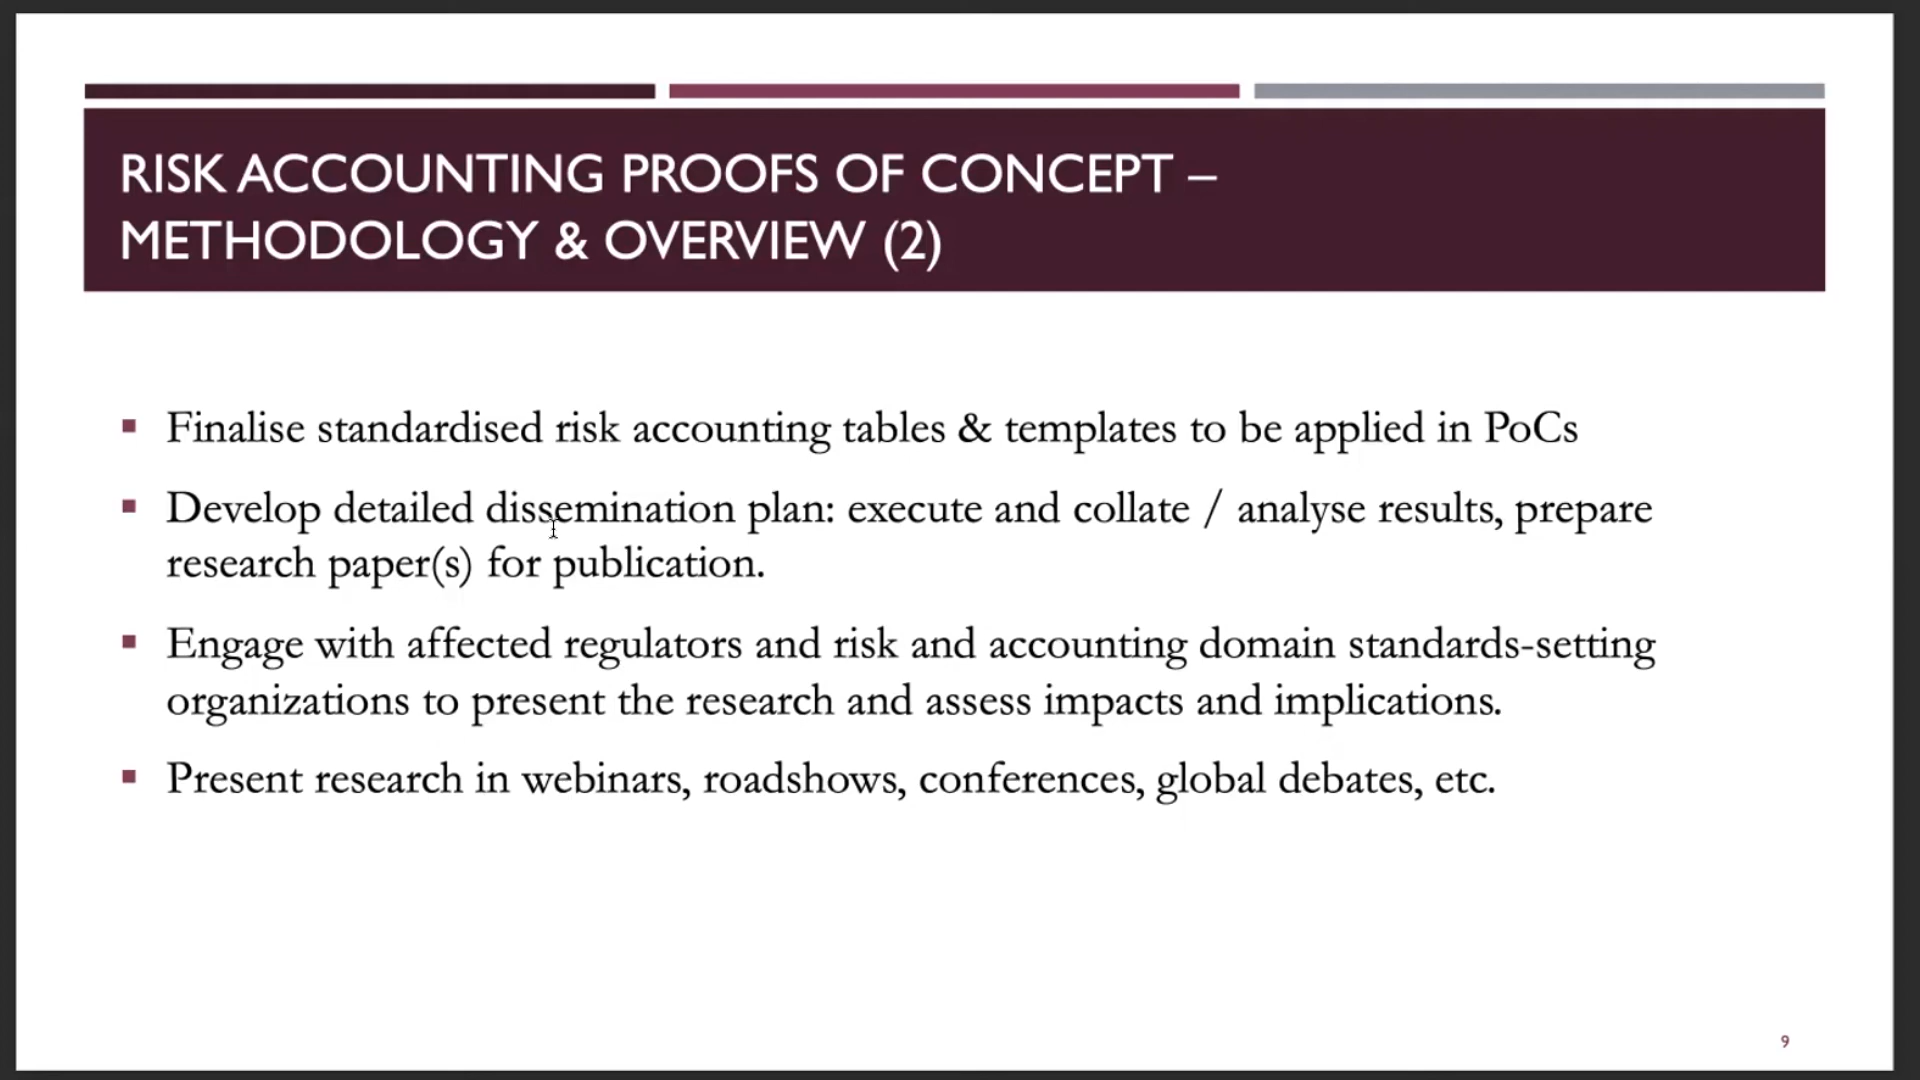 RISK ACCOUNTING PROOFS OF CONCEPT –
METHODOLOGY & OVERVIEW (2)
▪ Finalise standardised risk accounting tables & templates to be applied in PoCs
▪ Develop detailed dissemination plan: execute and collate / analyse results, prepare
research paper(s) for publication.
▪ Engage with affected regulators and risk and accounting domain standards-setting
organizations to present the research and assess impacts and implications.
▪ Present research in webinars, roadshows, conferences, global debates, etc.
9